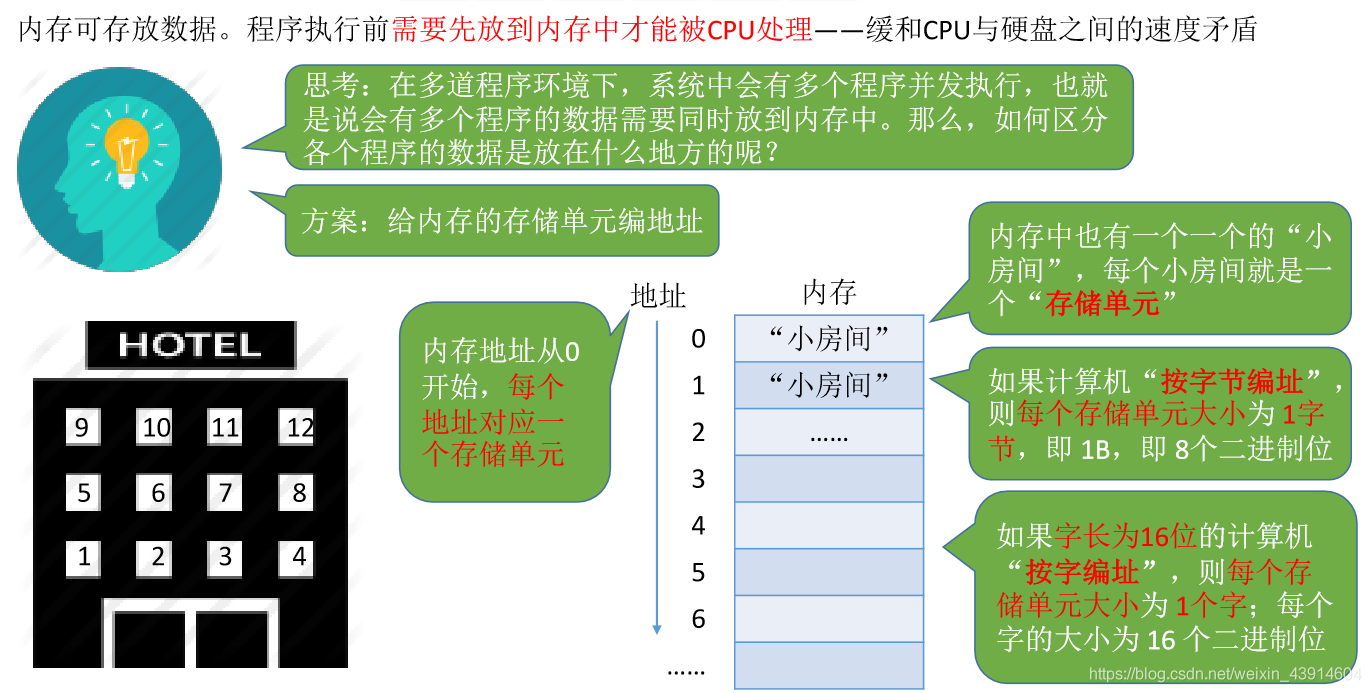 内存可存放数据。程序执行前需要先放到内存中才能被CPU处理——缓和CPU与硬盘之间的速度矛盾
思考：在多道程序环境下，系统中会有多个程序并发执行，也就
是说会有多个程序的数据需要同时放到内存中。那么，如何区分
各个程序的数据是放在什么地方的呢？
方案：给内存的存储单元编地址
内存中也有一个一个的“小
房间”，每个小房间就是一
个“存储单元”
地址
内存
内存地址从0
开始，每个
地址对应一
个存储单元
0
“小房间”
1
“小房间”
2
……
3
4
5
6
……
如果计算机“按字节编址”，
则每个存储单元大小为 1字
节，即 1B，即 8个二进制位
如果字长为16位的计算机
“按字编址”，则每个存
储单元大小为 1个字；每个
字的大小为 16 个二进制位
HOTEL
9 10 11 12
5 6 7 8
1 2 3 4
https://blog.csdn.net/weixin_43914604